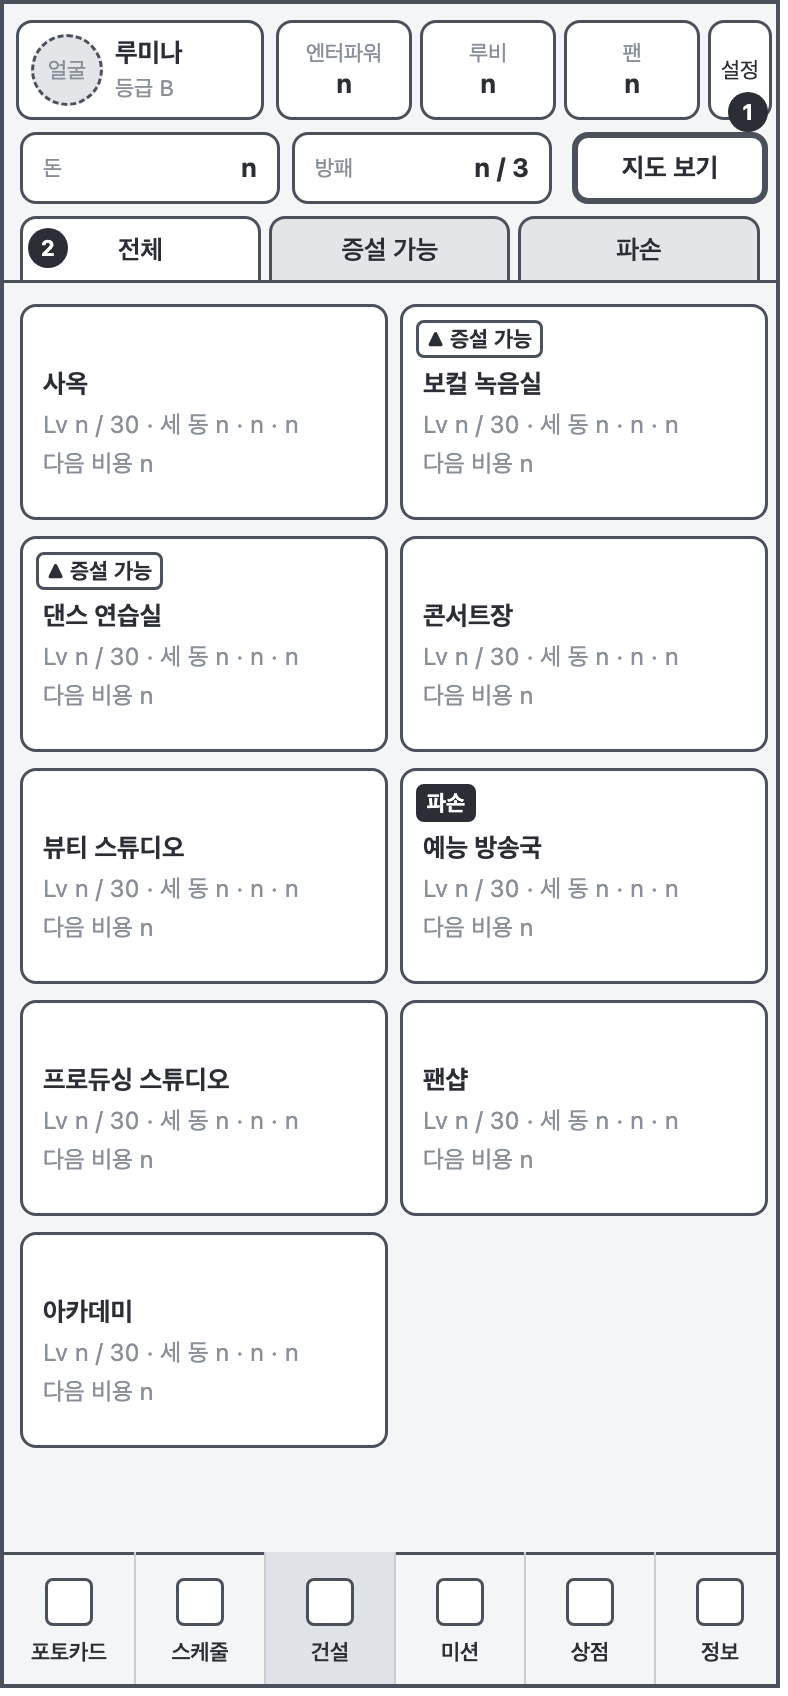 얼굴
루미나
등급 B
엔터파워
n
루비
n
팬
n
설정
1
돈
n
방패
n / 3
지도 보기
2
전체
증설 가능
파손
사옥
Lv n / 30 · 세 동 n · n · n
다음 비용 n
▲ 증설 가능
보컬 녹음실
Lv n / 30 · 세 동 n · n · n
다음 비용 n
▲ 증설 가능
댄스 연습실
Lv n / 30 · 세 동 n · n · n
다음 비용 n
콘서트장
Lv n / 30 · 세 동 n · n · n
다음 비용 n
뷰티 스튜디오
Lv n / 30 · 세 동 n · n · n
다음 비용 n
파손
예능 방송국
Lv n / 30 · 세 동 n · n · n
다음 비용 n
프로듀싱 스튜디오
Lv n / 30 · 세 동 n · n · n
다음 비용 n
팬샵
Lv n / 30 · 세 동 n · n · n
다음 비용 n
아카데미
Lv n / 30 · 세 동 n · n · n
다음 비용 n
포토카드
스케줄
건설
미션
상점
정보